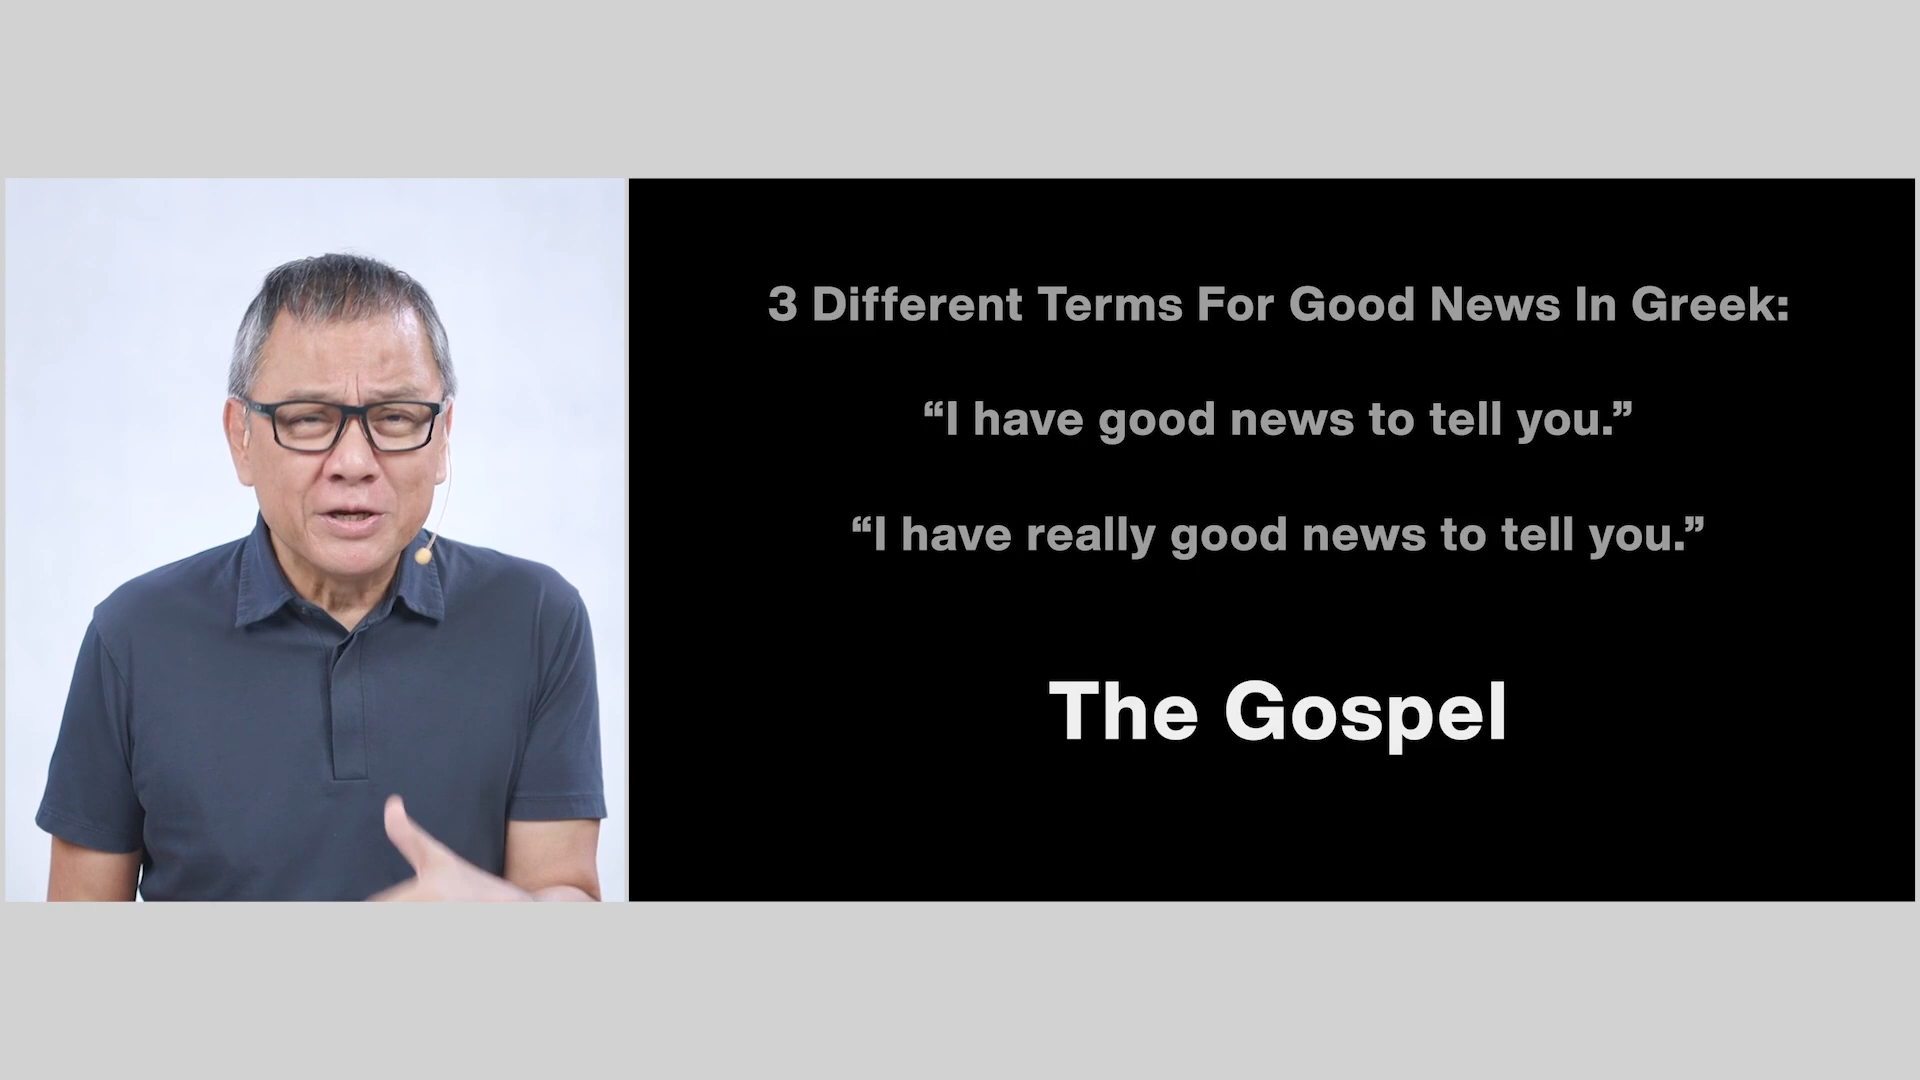 3 Different Terms For Good News In Greek:
“I have good news to tell you.”
“I have really good news to tell you.”
The Gospel